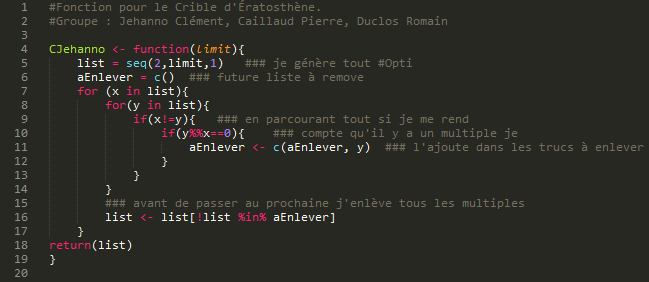 1 #Fonction pour le Crible d'Ératosthène.
2 #Groupe : Jehanno Clément, Caillaud Pierre, Duclos Romain
3
4 CJehanno <- function(limit){
5     list = seq(2,limit,1)   ### je génère tout #Opti
6     aEnlever = c()  ### future liste à remove
7     for (x in list){
8         for(y in list){
9             if(x!=y){   ### en parcourant tout si je me rend
10                 if(y%%x==0){    ### compte qu'il y a un multiple je
11                     aEnlever <- c(aEnlever, y)  ### l'ajoute dans les trucs à enlever
12                 }
13             }
14         }
15         ### avant de passer au prochaine j'enlève tous les multiples
16         list <- list[!list %in% aEnlever]
17     }
18 return(list)
19 }
20